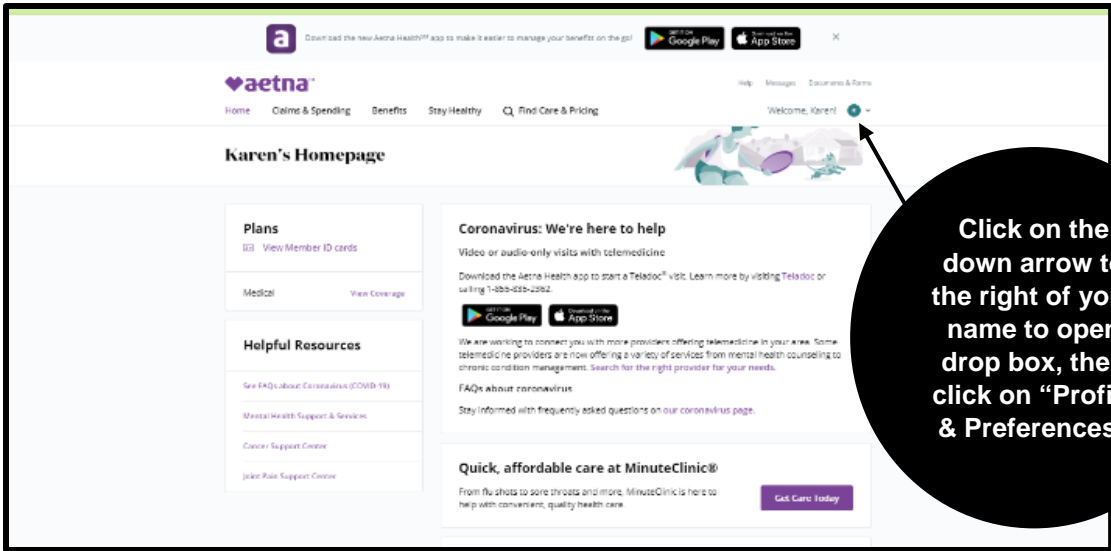 a Download the new Aetna Health℠ app to make it easier to manage your benefits on the go! GET IT ON Google Play Download on the App Store ×
aetna™
Help Messages Documents & Forms
Home Claims & Spending Benefits Stay Healthy Find Care & Pricing Welcome, Karen!
Karen's Homepage
Plans
View Member ID cards
Medical View Coverage
Helpful Resources
See FAQs about Coronavirus (COVID-19)
Mental Health Support & Services
Cancer Support Center
Joint Pain Support Center
Coronavirus: We're here to help
Video or audio-only visits with telemedicine
Download the Aetna Health app to start a Teladoc® visit. Learn more by visiting Teladoc or
calling 1-855-835-2362.
GET IT ON Google Play Download on the App Store
We are working to connect you with more providers offering telemedicine in your area. Some
telemedicine providers are now offering a variety of services from mental health counseling to
chronic condition management. Search for the right provider for your needs.
FAQs about coronavirus
Stay informed with frequently asked questions on our coronavirus page.
Quick, affordable care at MinuteClinic®
From flu shots to sore throats and more, MinuteClinic is here to
help with convenient, quality health care.
Get Care Today
Click on the
down arrow t
the right of yo
name to ope
drop box, the
click on “Profi
& Preferences